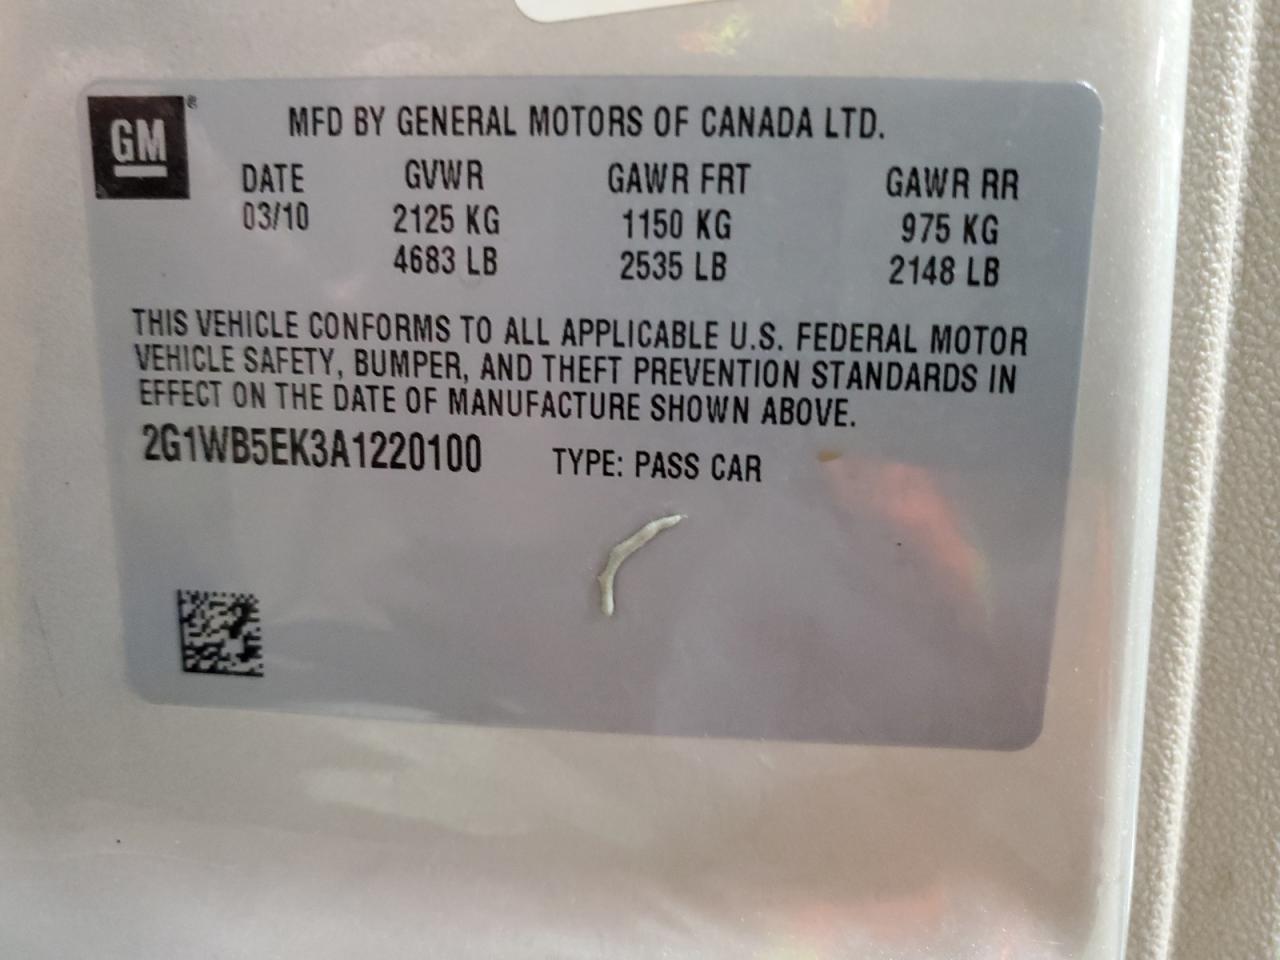 GM ®
MFD BY GENERAL MOTORS OF CANADA LTD.
DATE GVWR GAWR FRT GAWR RR
03/10 2125 KG 1150 KG 975 KG
4683 LB 2535 LB 2148 LB
THIS VEHICLE CONFORMS TO ALL APPLICABLE U.S. FEDERAL MOTOR
VEHICLE SAFETY, BUMPER, AND THEFT PREVENTION STANDARDS IN
EFFECT ON THE DATE OF MANUFACTURE SHOWN ABOVE.
2G1WB5EK3A1220100 TYPE: PASS CAR